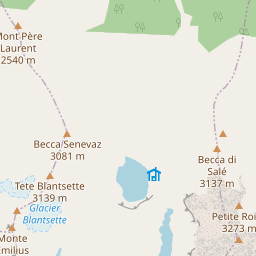 Mont Père
Laurent
2540 m
Becca Senevaz
3081 m
Becca di
Salé
3137 m
Tete Blantsette
3139 m
Glacier
Blantsette
Petite Roi
3273 m
Monte
Emilius